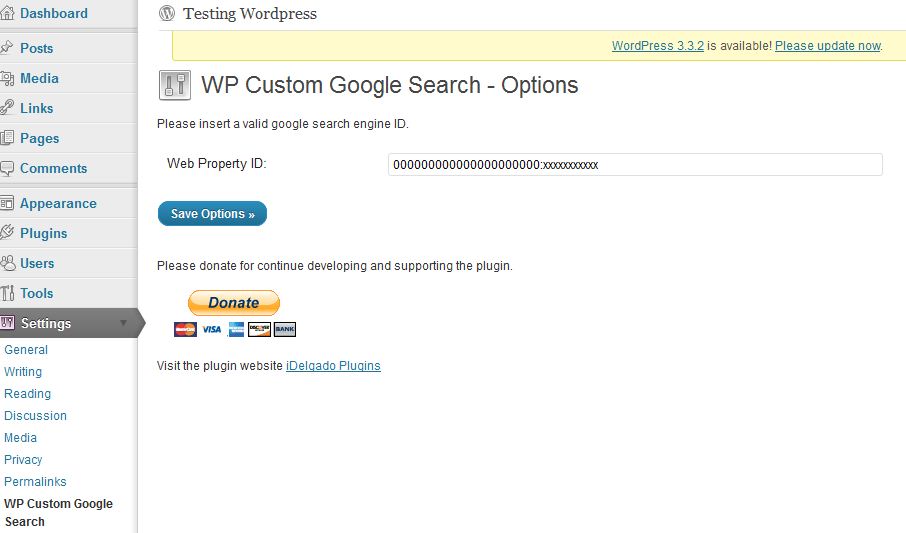 Dashboard
Posts
Media
Links
Pages
Comments
Appearance
Plugins
Users
Tools
Settings
General
Writing
Reading
Discussion
Media
Privacy
Permalinks
WP Custom Google
Search
Testing Wordpress
WordPress 3.3.2 is available! Please update now.
WP Custom Google Search - Options
Please insert a valid google search engine ID.
Web Property ID: 000000000000000000000:xxxxxxxxxxx
Save Options »
Please donate for continue developing and supporting the plugin.
Donate
MasterCard VISA DISCOVER BANK
Visit the plugin website iDelgado Plugins